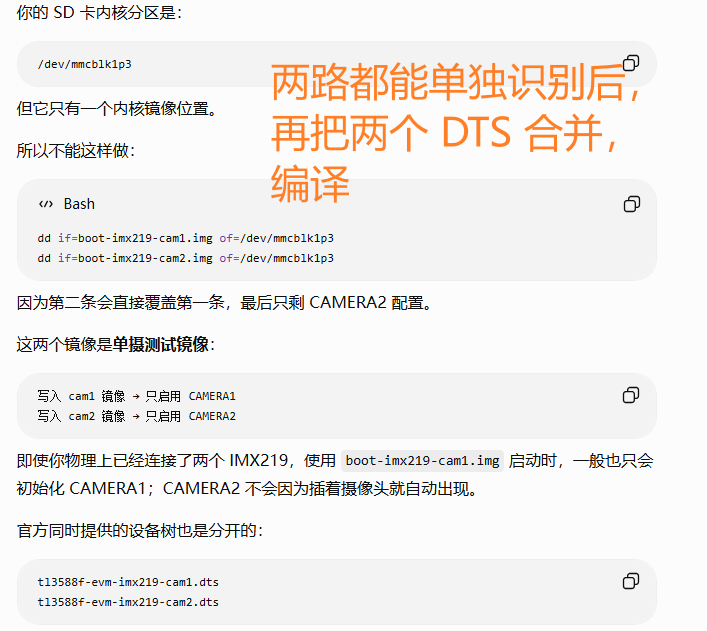 你的 SD 卡内核分区是：
/dev/mmcblk1p3
但它只有一个内核镜像位置。
所以不能这样做：
两路都能单独识别后，
再把两个 DTS 合并，
编译
Bash
dd if=boot-imx219-cam1.img of=/dev/mmcblk1p3
dd if=boot-imx219-cam2.img of=/dev/mmcblk1p3
因为第二条会直接覆盖第一条，最后只剩 CAMERA2 配置。
这两个镜像是单摄测试镜像：
写入 cam1 镜像 → 只启用 CAMERA1
写入 cam2 镜像 → 只启用 CAMERA2
即使你物理上已经连接了两个 IMX219，使用 boot-imx219-cam1.img 启动时，一般也只会
初始化 CAMERA1；CAMERA2 不会因为插着摄像头就自动出现。
官方同时提供的设备树也是分开的：
tl3588f-evm-imx219-cam1.dts
tl3588f-evm-imx219-cam2.dts